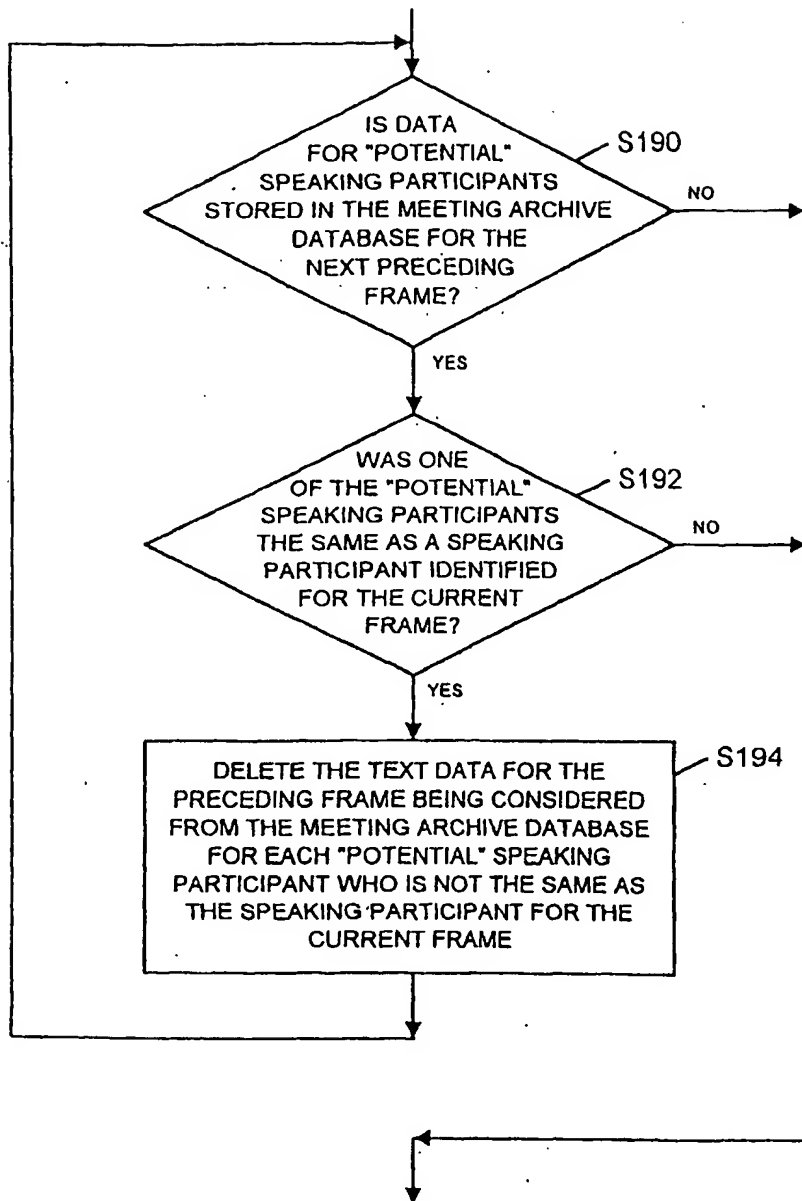 IS DATA
FOR "POTENTIAL"
SPEAKING PARTICIPANTS
STORED IN THE MEETING ARCHIVE
DATABASE FOR THE
NEXT PRECEDING
FRAME?
S190
NO
YES
WAS ONE
OF THE "POTENTIAL"
SPEAKING PARTICIPANTS
THE SAME AS A SPEAKING
PARTICIPANT IDENTIFIED
FOR THE CURRENT
FRAME?
S192
NO
YES
DELETE THE TEXT DATA FOR THE
PRECEDING FRAME BEING CONSIDERED
FROM THE MEETING ARCHIVE DATABASE
FOR EACH "POTENTIAL" SPEAKING
PARTICIPANT WHO IS NOT THE SAME AS
THE SPEAKING PARTICIPANT FOR THE
CURRENT FRAME
S194